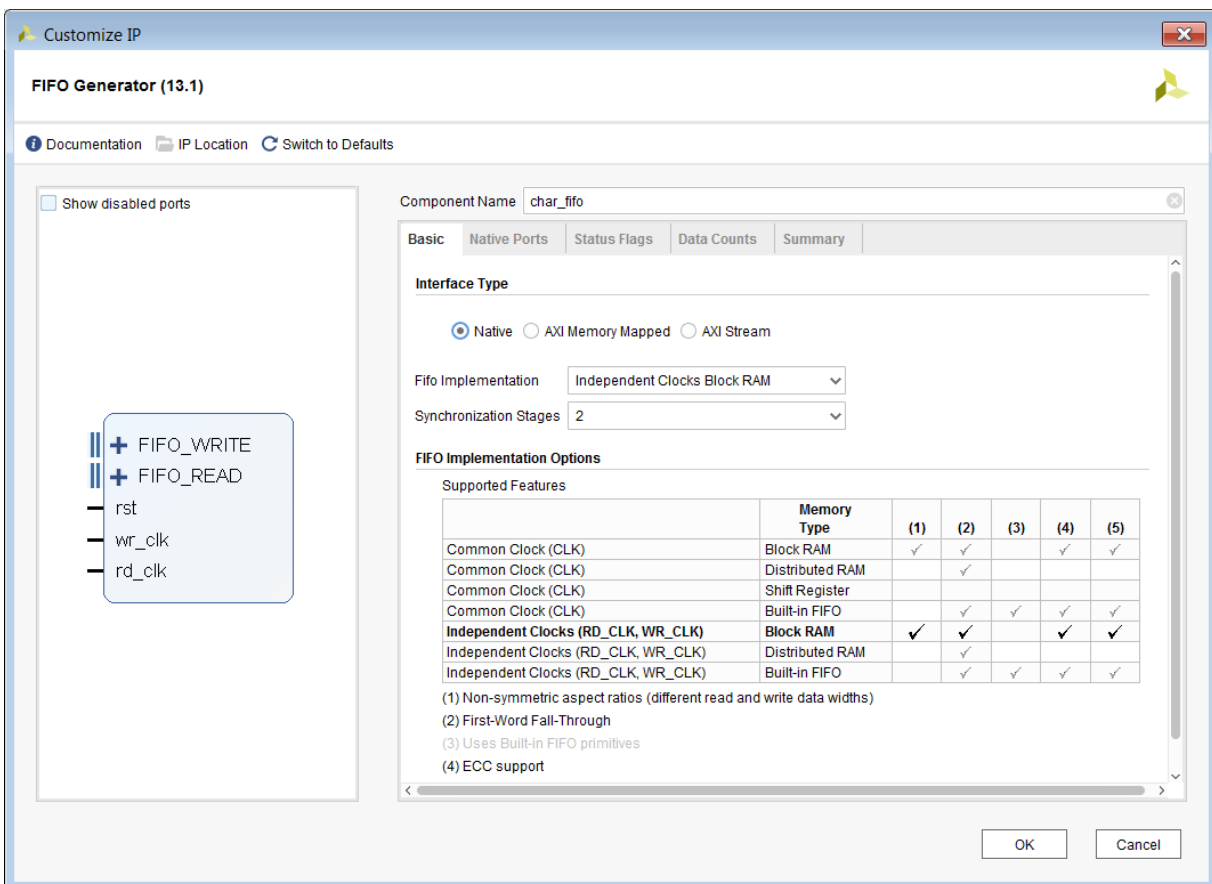 Customize IP
FIFO Generator (13.1)
Documentation IP Location Switch to Defaults
Show disabled ports
FIFO_WRITE
FIFO_READ
rst
wr_clk
rd_clk
Component Name char_fifo
Basic Native Ports Status Flags Data Counts Summary
Interface Type
Native AXI Memory Mapped AXI Stream
Fifo Implementation Independent Clocks Block RAM
Synchronization Stages 2
FIFO Implementation Options
Supported Features
Memory Type (1) (2) (3) (4) (5)
Common Clock (CLK) Block RAM ✓ ✓ ✓ ✓
Common Clock (CLK) Distributed RAM ✓
Common Clock (CLK) Shift Register
Common Clock (CLK) Built-in FIFO ✓ ✓ ✓ ✓
Independent Clocks (RD_CLK, WR_CLK) Block RAM ✓ ✓ ✓ ✓
Independent Clocks (RD_CLK, WR_CLK) Distributed RAM ✓
Independent Clocks (RD_CLK, WR_CLK) Built-in FIFO ✓ ✓ ✓ ✓
(1) Non-symmetric aspect ratios (different read and write data widths)
(2) First-Word Fall-Through
(3) Uses Built-in FIFO primitives
(4) ECC support
OK Cancel